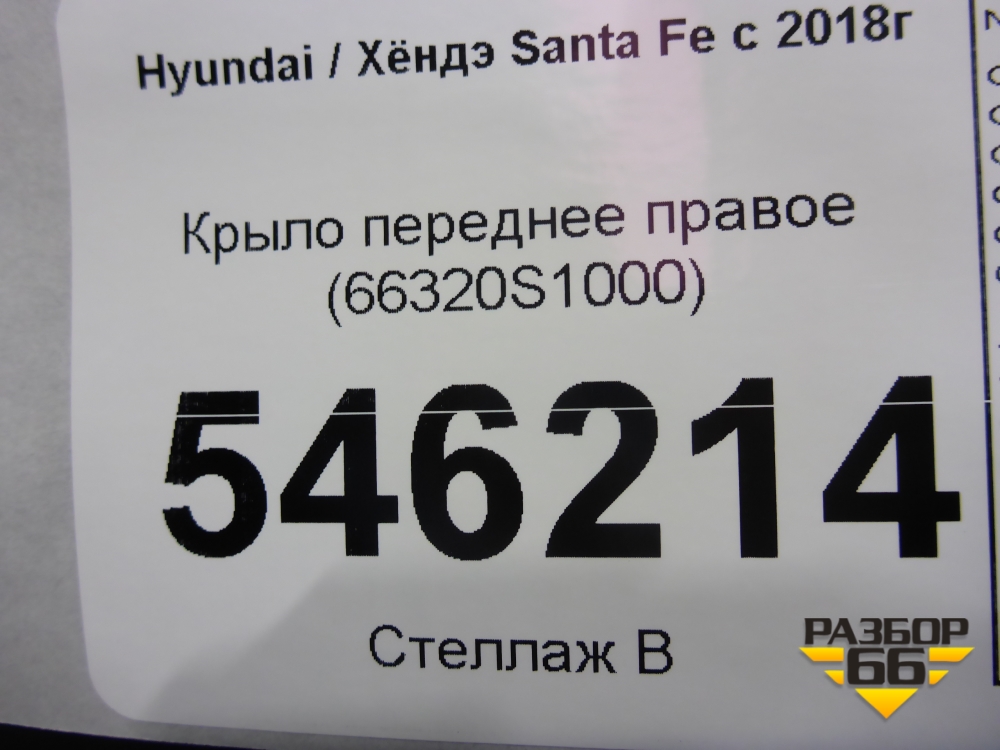 Hyundai / Хёндэ Santa Fe с 2018г
Крыло переднее правое
(66320S1000)
546214
Стеллаж В
РАЗБОР
66